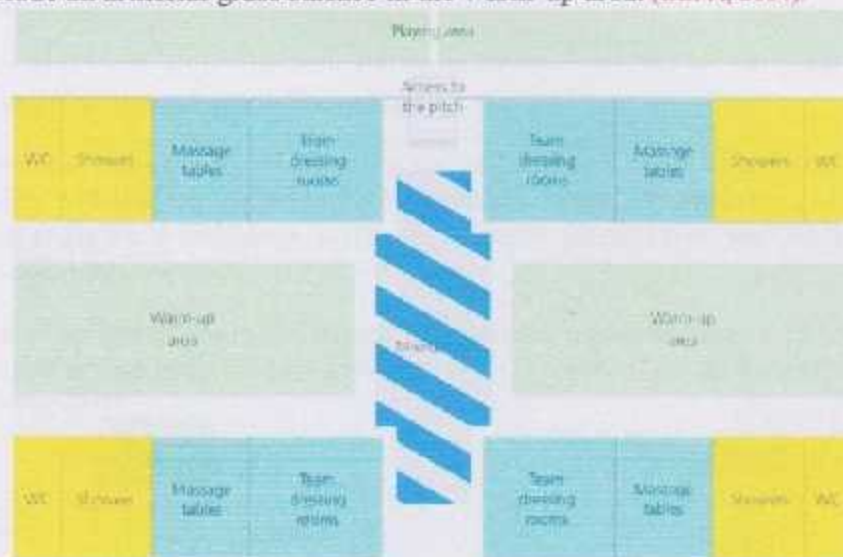 Playing area
Access to
the pitch
WC
Showers
Massage
tables
Team
dressing
rooms
Team
dressing
rooms
Massage
tables
Showers
WC
Warm-up
area
Warm-up
area
WC
Showers
Massage
tables
Team
dressing
rooms
Team
dressing
rooms
Massage
tables
Showers
WC